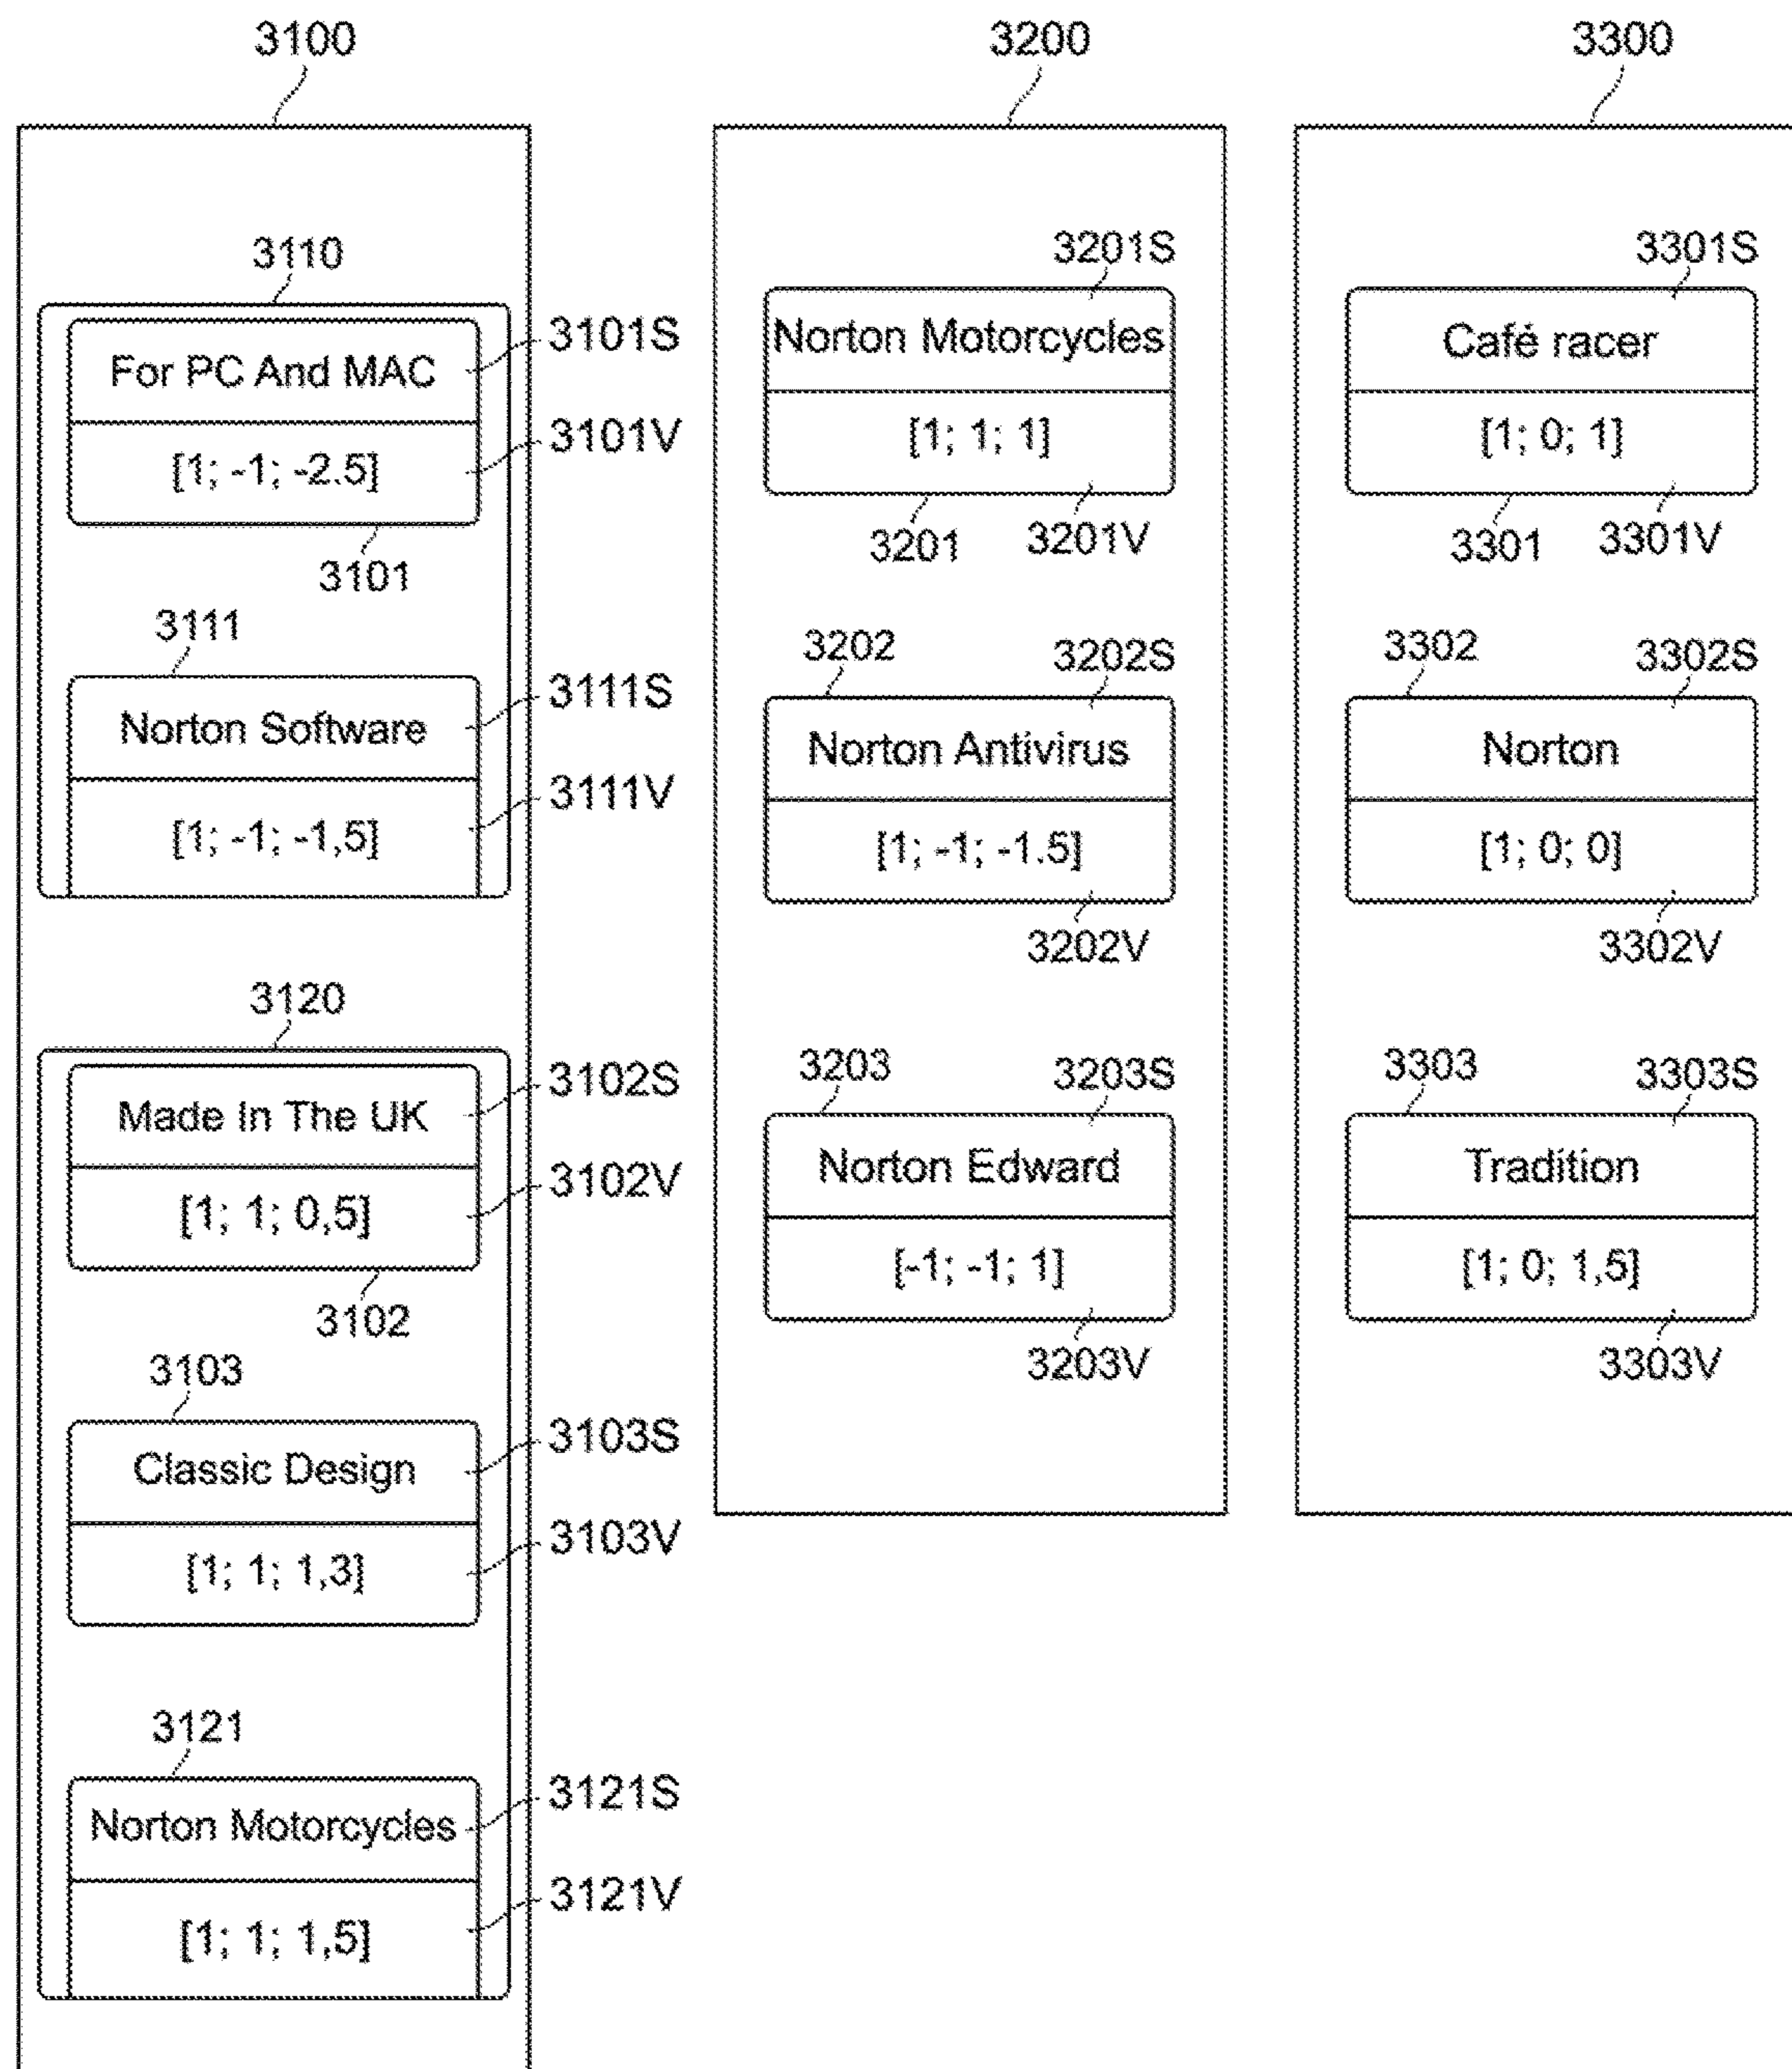 3100
3200
3300
3110
For PC And MAC
3101S
[1; -1; -2.5]
3101V
3101
3111
Norton Software
3111S
[1; -1; -1,5]
3111V
3120
Made In The UK
3102S
[1; 1; 0,5]
3102V
3102
3103
Classic Design
3103S
[1; 1; 1,3]
3103V
3121
Norton Motorcycles
3121S
[1; 1; 1,5]
3121V
3201S
Norton Motorcycles
[1; 1; 1]
3201
3201V
3202
3202S
Norton Antivirus
[1; -1; -1.5]
3202V
3203
3203S
Norton Edward
[-1; -1; 1]
3203V
3301S
Café racer
[1; 0; 1]
3301
3301V
3302
3302S
Norton
[1; 0; 0]
3302V
3303
3303S
Tradition
[1; 0; 1,5]
3303V